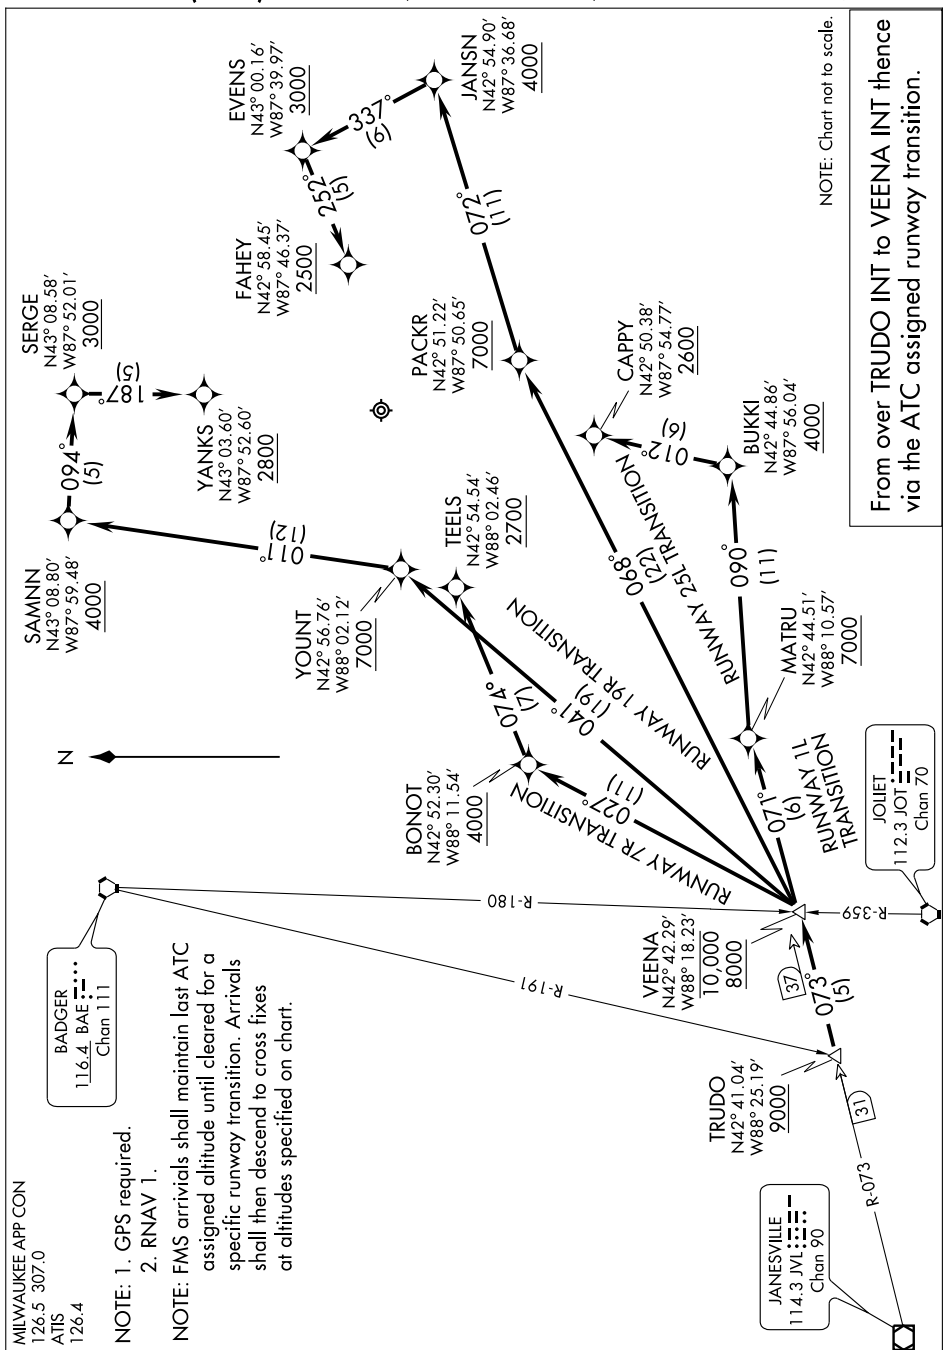 MILWAUKEE APP CON
126.5 307.0
ATIS
126.4
NOTE: 1. GPS required.
2. RNAV 1.
NOTE: FMS arrivials shall maintain last ATC
assigned altitude until cleared for a
specific runway transition. Arrivals
shall then descend to cross fixes
at altitudes specified on chart.
BADGER
116.4 BAE
Chan 111
N
SAMNN
N43° 08.80'
W87° 59.48'
4000
094°
(5)
SERGE
N43° 08.58'
W87° 52.01'
3000
187°
(5)
YANKS
N43° 03.60'
W87° 52.60'
2800
EVENS
N43° 00.16'
W87° 39.97'
3000
252°
(5)
FAHEY
N42° 58.45'
W87° 46.37'
2500
337°
(6)
JANSN
N42° 54.90'
W87° 36.68'
4000
072°
(11)
011°
(12)
YOUNT
N42° 56.76'
W88° 02.12'
7000
TEELS
N42° 54.54'
W88° 02.46'
2700
PACKR
N42° 51.22'
W87° 50.65'
7000
CAPPY
N42° 50.38'
W87° 54.77'
2600
012°
(6)
BUKKI
N42° 44.86'
W87° 56.04'
4000
BONOT
N42° 52.30'
W88° 11.54'
4000
074°
(7)
027°
(11)
RUNWAY 7R TRANSITION
041°
(19)
RUNWAY 19R TRANSITION
068°
(22)
RUNWAY 25L TRANSITION
090°
(11)
MATRU
N42° 44.51'
W88° 10.57'
7000
071°
(6)
RUNWAY 1L
TRANSITION
R-180
R-191
VEENA
N42° 42.29'
W88° 18.23'
10,000
8000
37
073°
(5)
R-359
JOLIET
112.3 JOT
Chan 70
TRUDO
N42° 41.04'
W88° 25.19'
9000
31
R-073
JANESVILLE
114.3 JVL
Chan 90
NOTE: Chart not to scale.
From over TRUDO INT to VEENA INT thence
via the ATC assigned runway transition.